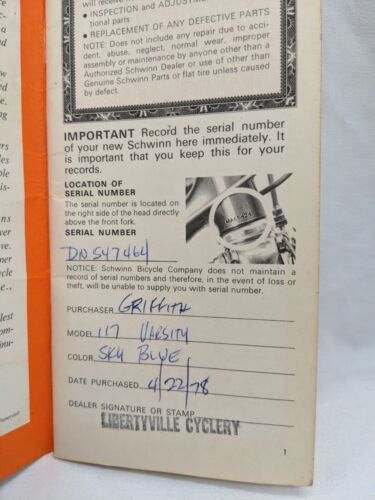 will receive
• INSPECTION and ADJUSTMENT
tional parts
• REPLACEMENT OF ANY DEFECTIVE PARTS
NOTE: Does not include any repair due to acci-
dent, abuse, neglect, normal wear, improper
assembly or maintenance by anyone other than a
Authorized Schwinn Dealer or use of other than
Genuine Schwinn Parts or flat tire unless caused
by defect.
IMPORTANT Record the serial number
of your new Schwinn here immediately. It
is important that you keep this for your
records.
LOCATION OF
SERIAL NUMBER
The serial number is located on
the right side of the head directly
above the front fork.
SERIAL NUMBER
DN547464
NOTICE: Schwinn Bicycle Company does not maintain a
record of serial numbers and therefore, in the event of loss or
theft, will be unable to supply you with serial number.
PURCHASER GRIFFITH
MODEL 117 VARSITY
COLOR SKY BLUE
DATE PURCHASED 4/22/78
DEALER SIGNATURE OR STAMP
LIBERTYVILLE CYCLERY
1